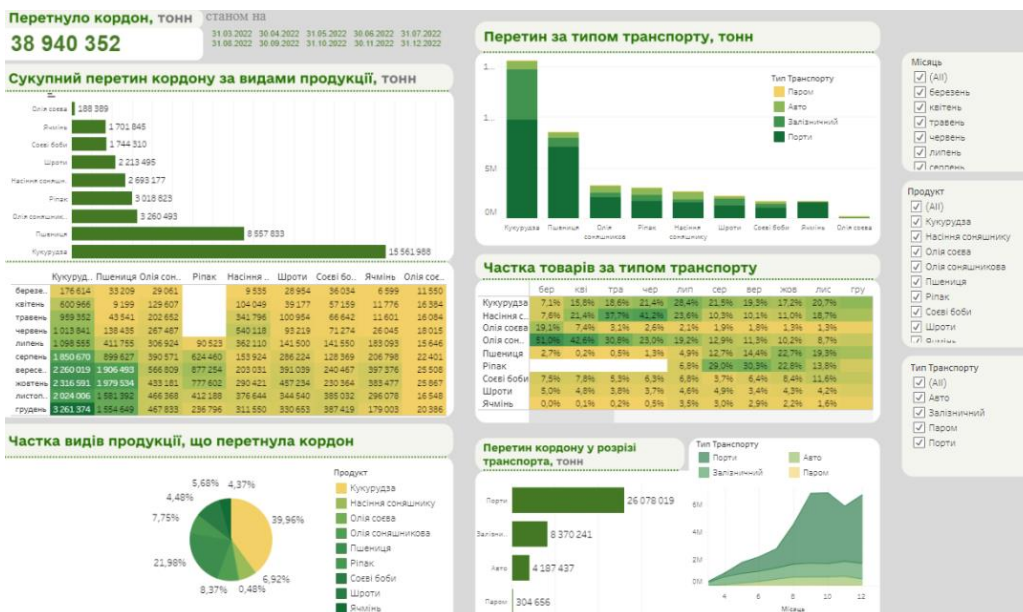 Перетнуло кордон, тонн станом на
38 940 352
31.03.2022 30.04.2022 31.05.2022 30.06.2022 31.07.2022
31.08.2022 30.09.2022 31.10.2022 30.11.2022 31.12.2022
Сукупний перетин кордону за видами продукції, тонн
Олія соєва 188 389
Ячмінь 1 701 845
Соєві боби 1 744 310
Шроти 2 213 495
Насіння соняшн.. 2 693 177
Ріпак 3 018 823
Олія соняшник.. 3 260 493
Пшениця 8 557 833
Кукурудза 15 561 988
Кукуруд.. Пшениця Олія сон.. Ріпак Насіння .. Шроти Соєві бо.. Ячмінь Олія соє..
березе.. 176 614 33 209 29 061 9 535 28 954 36 034 6 599 11 550
квітень 600 966 9 199 129 607 104 049 39 177 57 159 11 776 16 384
травень 959 352 43 541 202 652 341 796 100 954 66 642 11 601 16 084
червень 1 013 841 138 435 267 487 540 118 93 219 71 274 26 045 18 015
липень 1 098 555 411 755 306 924 90 523 362 110 141 500 141 550 183 093 15 646
серпень 1 850 670 899 627 390 571 624 460 153 924 286 224 128 369 206 798 22 401
вересе.. 2 260 019 1 906 493 566 809 877 254 203 031 391 039 240 467 397 376 25 508
жовтень 2 316 591 1 979 534 433 181 777 602 290 421 457 234 230 364 383 477 25 867
листоп.. 2 024 006 1 581 392 466 368 412 188 376 644 344 540 385 032 296 078 16 548
грудень 3 261 374 1 554 649 467 833 236 796 311 550 330 653 387 419 179 003 20 386
Частка видів продукції, що перетнула кордон
5,68% 4,37%
4,48%
7,75%
39,96%
21,98%
6,92%
8,37% 0,48%
Продукт
Кукурудза
Насіння соняшнику
Олія соєва
Олія соняшникова
Пшениця
Ріпак
Соєві боби
Шроти
Ячмінь
Перетин за типом транспорту, тонн
1...
1...
5M
0M
Тип Транспорту
Паром
Авто
Залізничний
Порти
Кукурудза Пшениця Олія соняшникова Ріпак Насіння соняшнику Шроти Соєві боби Ячмінь Олія соєва
Частка товарів за типом транспорту
бер кві тра чер лип сер вер жов лис гру
Кукурудза 7,1% 15,8% 18,6% 21,4% 28,4% 21,5% 19,3% 17,2% 20,7%
Насіння с.. 7,6% 21,4% 37,7% 41,2% 23,6% 10,3% 10,1% 11,0% 18,7%
Олія соєва 19,1% 7,4% 3,1% 2,6% 2,1% 1,9% 1,8% 1,3% 1,3%
Олія сон.. 51,0% 42,6% 30,8% 23,0% 19,2% 12,9% 11,3% 10,2% 8,7%
Пшениця 2,7% 0,2% 0,5% 1,3% 4,9% 12,7% 14,4% 22,7% 19,3%
Ріпак 6,8% 29,0% 30,3% 22,8% 13,8%
Соєві боби 7,5% 7,8% 5,3% 6,3% 6,8% 3,7% 6,4% 8,4% 11,6%
Шроти 5,0% 4,8% 3,8% 3,7% 4,6% 4,9% 3,4% 4,3% 4,2%
Ячмінь 0,0% 0,1% 0,2% 0,5% 3,5% 3,0% 2,9% 2,2% 1,6%
Перетин кордону у розрізі
транспорта, тонн
Порти 26 078 019
Залізни.. 8 370 241
Авто 4 187 437
Паром 304 656
Тип Транспорту
Порти Авто
Залізничний Паром
6M
4M
2M
0M
4 6 8 10 12
Місяць
Місяць
(All)
березень
квітень
травень
червень
липень
серпень
Продукт
(All)
Кукурудза
Насіння соняшнику
Олія соєва
Олія соняшникова
Пшениця
Ріпак
Соєві боби
Шроти
Ячмінь
Тип Транспорту
(All)
Авто
Залізничний
Паром
Порти